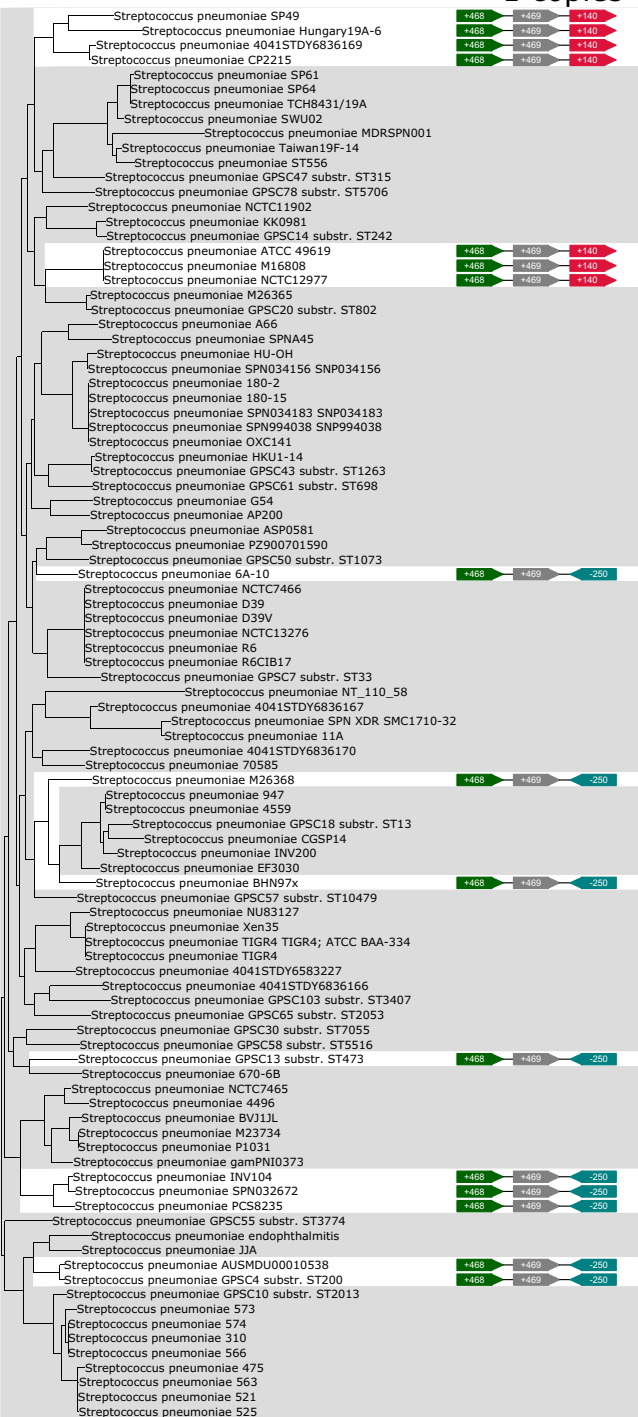 2 copies
Streptococcus pneumoniae SP49 +468 +469 +140
Streptococcus pneumoniae Hungary19A-6 +468 +469 +140
Streptococcus pneumoniae 4041STDY6836169 +468 +469 +140
Streptococcus pneumoniae CP2215 +468 +469 +140
Streptococcus pneumoniae SP61
Streptococcus pneumoniae SP64
Streptococcus pneumoniae TCH8431/19A
Streptococcus pneumoniae SWU02
Streptococcus pneumoniae MDRSPN001
Streptococcus pneumoniae Taiwan19F-14
Streptococcus pneumoniae ST556
Streptococcus pneumoniae GPSC47 substr. ST315
Streptococcus pneumoniae GPSC78 substr. ST5706
Streptococcus pneumoniae NCTC11902
Streptococcus pneumoniae KK0981
Streptococcus pneumoniae GPSC14 substr. ST242
Streptococcus pneumoniae ATCC 49619 +468 +469 +140
Streptococcus pneumoniae M16808 +468 +469 +140
Streptococcus pneumoniae NCTC12977 +468 +469 +140
Streptococcus pneumoniae M26365
Streptococcus pneumoniae GPSC20 substr. ST802
Streptococcus pneumoniae A66
Streptococcus pneumoniae SPNA45
Streptococcus pneumoniae HU-OH
Streptococcus pneumoniae SPN034156 SNP034156
Streptococcus pneumoniae 180-2
Streptococcus pneumoniae 180-15
Streptococcus pneumoniae SPN034183 SNP034183
Streptococcus pneumoniae SPN994038 SNP994038
Streptococcus pneumoniae OXC141
Streptococcus pneumoniae HKU1-14
Streptococcus pneumoniae GPSC43 substr. ST1263
Streptococcus pneumoniae GPSC61 substr. ST698
Streptococcus pneumoniae G54
Streptococcus pneumoniae AP200
Streptococcus pneumoniae ASP0581
Streptococcus pneumoniae PZ900701590
Streptococcus pneumoniae GPSC50 substr. ST1073
Streptococcus pneumoniae 6A-10 +468 +469 -250
Streptococcus pneumoniae NCTC7466
Streptococcus pneumoniae D39
Streptococcus pneumoniae D39V
Streptococcus pneumoniae NCTC13276
Streptococcus pneumoniae R6
Streptococcus pneumoniae R6CIB17
Streptococcus pneumoniae GPSC7 substr. ST33
Streptococcus pneumoniae NT_110_58
Streptococcus pneumoniae 4041STDY6836167
Streptococcus pneumoniae SPN XDR SMC1710-32
Streptococcus pneumoniae 11A
Streptococcus pneumoniae 4041STDY6836170
Streptococcus pneumoniae 70585
Streptococcus pneumoniae M26368 +468 +469 -250
Streptococcus pneumoniae 947
Streptococcus pneumoniae 4559
Streptococcus pneumoniae GPSC18 substr. ST13
Streptococcus pneumoniae CGSP14
Streptococcus pneumoniae INV200
Streptococcus pneumoniae EF3030
Streptococcus pneumoniae BHN97x +468 +469 -250
Streptococcus pneumoniae GPSC57 substr. ST10479
Streptococcus pneumoniae NU83127
Streptococcus pneumoniae Xen35
Streptococcus pneumoniae TIGR4 TIGR4; ATCC BAA-334
Streptococcus pneumoniae TIGR4
Streptococcus pneumoniae 4041STDY6583227
Streptococcus pneumoniae 4041STDY6836166
Streptococcus pneumoniae GPSC103 substr. ST3407
Streptococcus pneumoniae GPSC65 substr. ST2053
Streptococcus pneumoniae GPSC30 substr. ST7055
Streptococcus pneumoniae GPSC58 substr. ST5516
Streptococcus pneumoniae GPSC13 substr. ST473 +468 +469 -250
Streptococcus pneumoniae 670-6B
Streptococcus pneumoniae NCTC7465
Streptococcus pneumoniae 4496
Streptococcus pneumoniae BVJ1JL
Streptococcus pneumoniae M23734
Streptococcus pneumoniae P1031
Streptococcus pneumoniae gamPNI0373
Streptococcus pneumoniae INV104 +468 +469 -250
Streptococcus pneumoniae SPN032672 +468 +469 -250
Streptococcus pneumoniae PCS8235 +468 +469 -250
Streptococcus pneumoniae GPSC55 substr. ST3774
Streptococcus pneumoniae endophthalmitis
Streptococcus pneumoniae JJA
Streptococcus pneumoniae AUSMDU00010538 +468 +469 -250
Streptococcus pneumoniae GPSC4 substr. ST200 +468 +469 -250
Streptococcus pneumoniae GPSC10 substr. ST2013
Streptococcus pneumoniae 573
Streptococcus pneumoniae 574
Streptococcus pneumoniae 310
Streptococcus pneumoniae 566
Streptococcus pneumoniae 475
Streptococcus pneumoniae 563
Streptococcus pneumoniae 521
Streptococcus pneumoniae 525